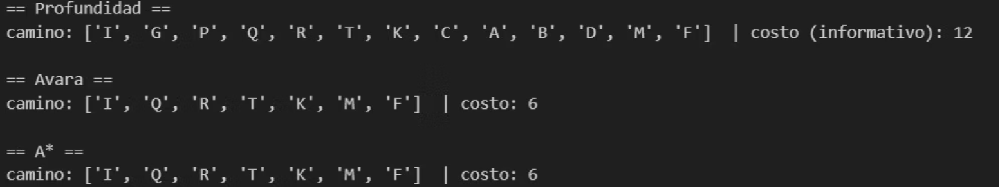 == Profundidad ==
camino: ['I', 'G', 'P', 'Q', 'R', 'T', 'K', 'C', 'A', 'B', 'D', 'M', 'F'] | costo (informativo): 12
== Avara ==
camino: ['I', 'Q', 'R', 'T', 'K', 'M', 'F'] | costo: 6
== A* ==
camino: ['I', 'Q', 'R', 'T', 'K', 'M', 'F'] | costo: 6